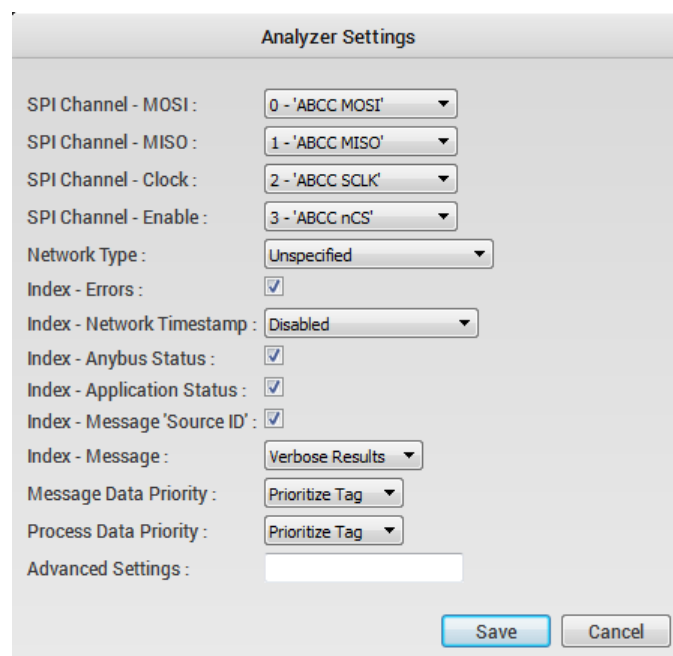 Analyzer Settings
SPI Channel - MOSI : 0 - 'ABCC MOSI'
SPI Channel - MISO : 1 - 'ABCC MISO'
SPI Channel - Clock : 2 - 'ABCC SCLK'
SPI Channel - Enable : 3 - 'ABCC nCS'
Network Type : Unspecified
Index - Errors :
Index - Network Timestamp : Disabled
Index - Anybus Status :
Index - Application Status :
Index - Message 'Source ID' :
Index - Message : Verbose Results
Message Data Priority : Prioritize Tag
Process Data Priority : Prioritize Tag
Advanced Settings :
Save Cancel